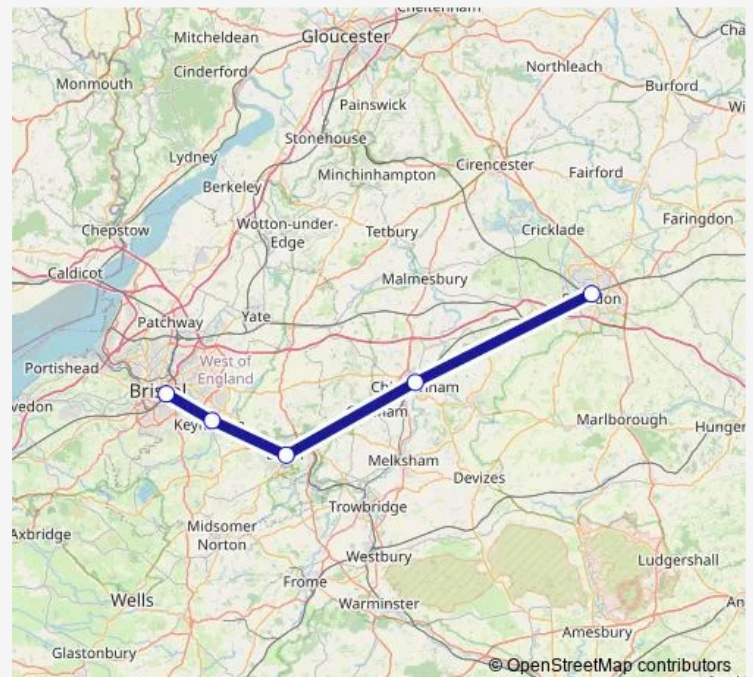 Cheltenham
Mitcheldean
Gloucester
Cinderford
Northleach
Monmouth
Burford
Painswick
Stonehouse
Lydney
Cirencester
Minchinhampton
Fairford
Berkeley
Wotton-under-
Edge
Chepstow
Tetbury
Cricklade
Faringdon
Caldicot
Malmesbury
Patchway
Yate
West of
England
Portishead
Marlborough
Melksham
Devizes
Trowbridge
Midsomer
Norton
Axbridge
Westbury
Ludgershall
Frome
Wells
Warminster
Amesbury
Glastonbury
© OpenStreetMap contributors